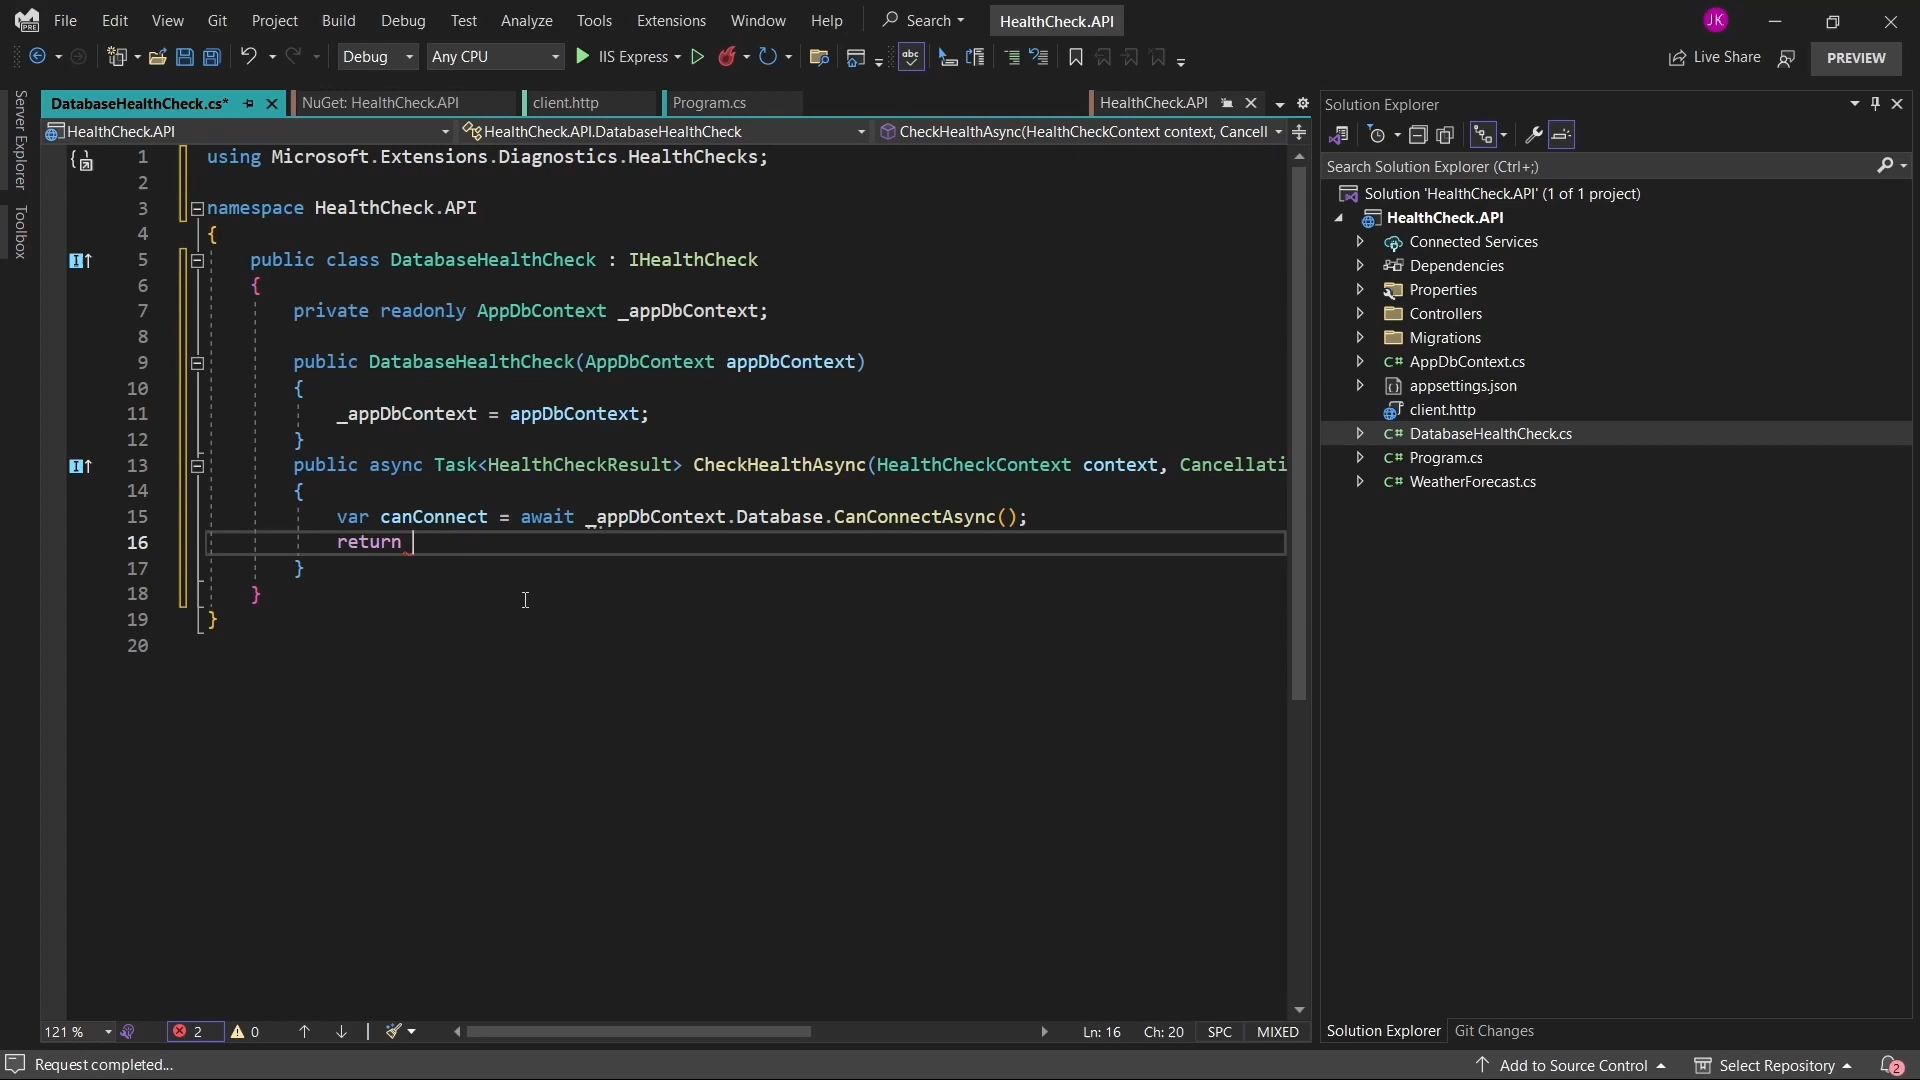 File Edit View Git Project Build Debug Test Analyze Tools Extensions Window Help Search HealthCheck.API JK
Debug Any CPU IIS Express abc Live Share PREVIEW
Server Explorer
Toolbox
DatabaseHealthCheck.cs* NuGet: HealthCheck.API client.http Program.cs HealthCheck.API
HealthCheck.API HealthCheck.API.DatabaseHealthCheck CheckHealthAsync(HealthCheckContext context, Cancell
1 using Microsoft.Extensions.Diagnostics.HealthChecks;
2
3 namespace HealthCheck.API
4 {
5 public class DatabaseHealthCheck : IHealthCheck
6 {
7 private readonly AppDbContext _appDbContext;
8
9 public DatabaseHealthCheck(AppDbContext appDbContext)
10 {
11 _appDbContext = appDbContext;
12 }
13 public async Task<HealthCheckResult> CheckHealthAsync(HealthCheckContext context, Cancellati
14 {
15 var canConnect = await _appDbContext.Database.CanConnectAsync();
16 return
17 }
18 }
19 }
20
121 % 2 0 Ln: 16 Ch: 20 SPC MIXED
Solution Explorer
Search Solution Explorer (Ctrl+;)
Solution 'HealthCheck.API' (1 of 1 project)
HealthCheck.API
Connected Services
Dependencies
Properties
Controllers
Migrations
C# AppDbContext.cs
appsettings.json
client.http
C# DatabaseHealthCheck.cs
C# Program.cs
C# WeatherForecast.cs
Solution Explorer Git Changes
Request completed... Add to Source Control Select Repository 2